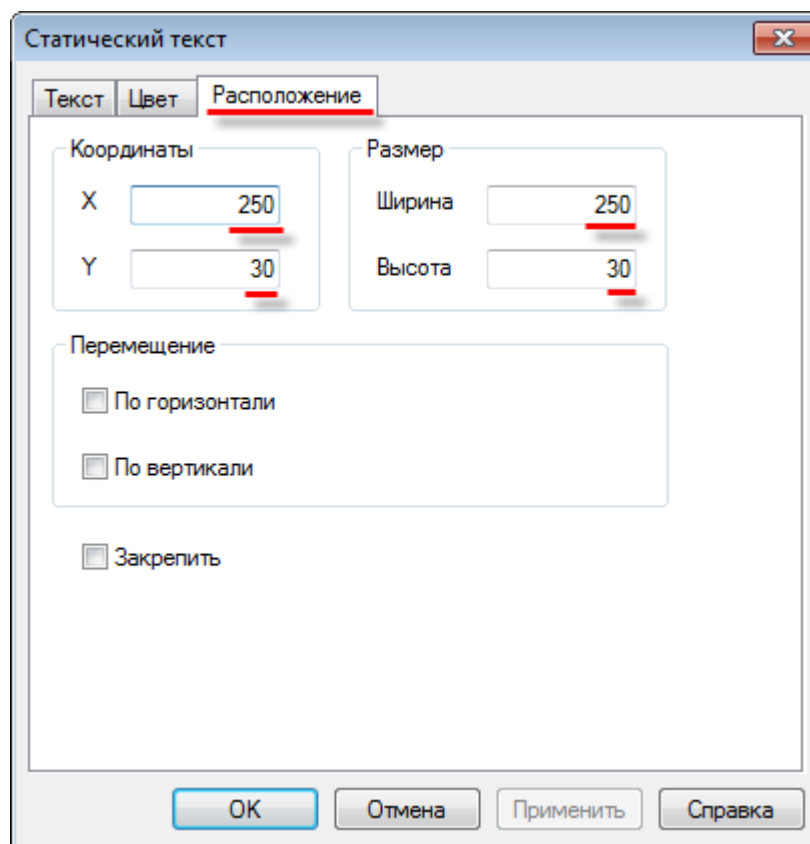 Статический текст
Текст Цвет Расположение
Координаты Размер
X 250 Ширина 250
Y 30 Высота 30
Перемещение
По горизонтали
По вертикали
Закрепить
OK Отмена Применить Справка